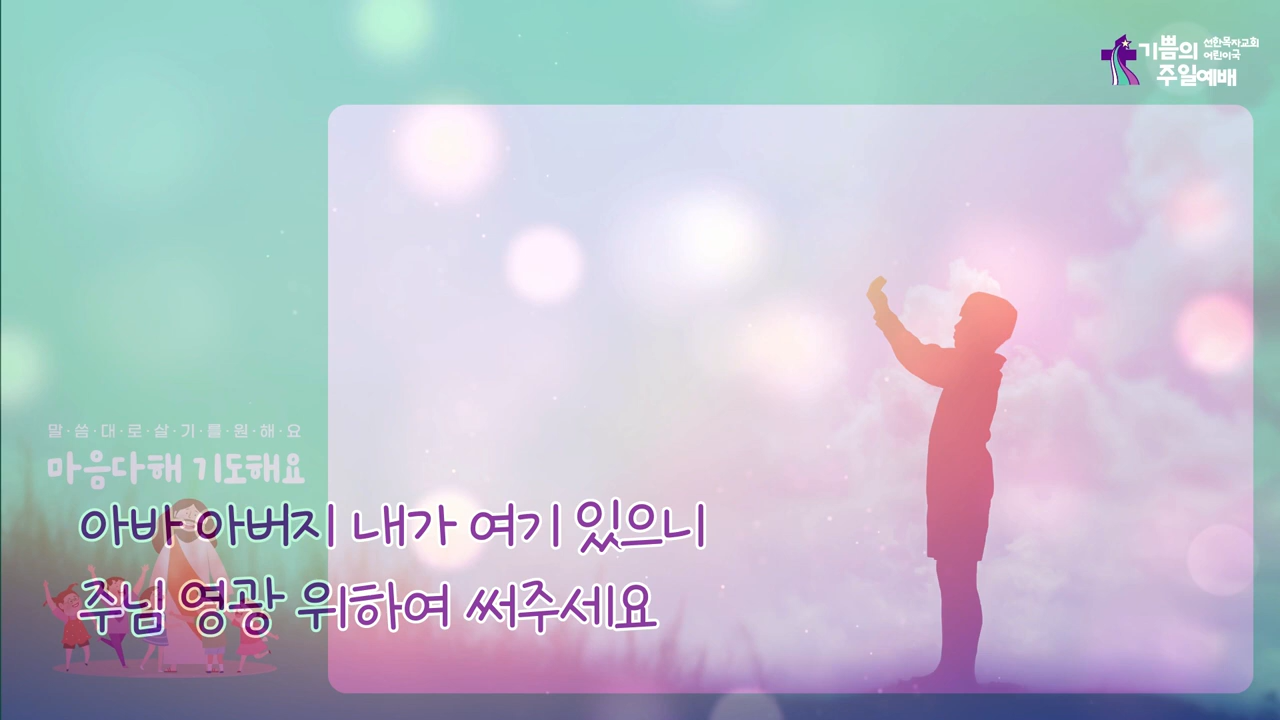 기쁨의 선한목자교회
어린이국
주일예배
말·씀·대·로·살·기·를·원·해·요
마음다해 기도해요
아바 아버지 내가 여기 있으니
주님 영광 위하여 써주세요